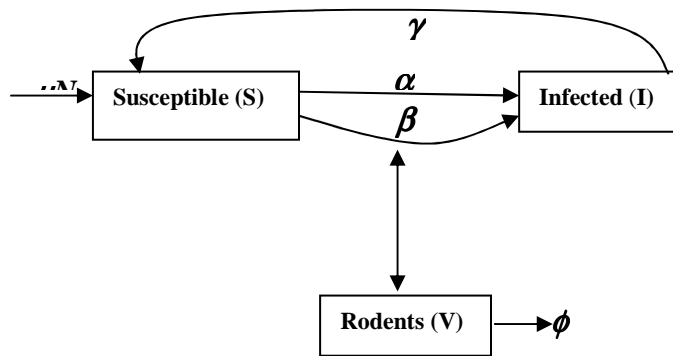 γ
Susceptible (S)
α
Infected (I)
β
Rodents (V)
ϕ